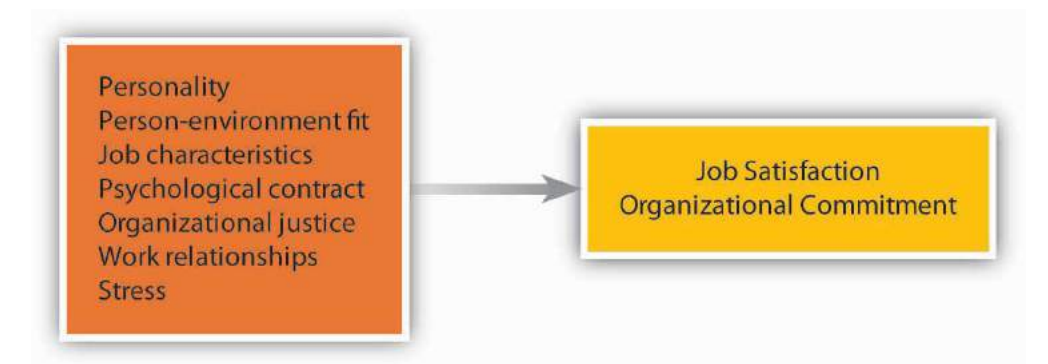 Personality
Person-environment fit
Job characteristics
Psychological contract
Organizational justice
Work relationships
Stress
Job Satisfaction
Organizational Commitment